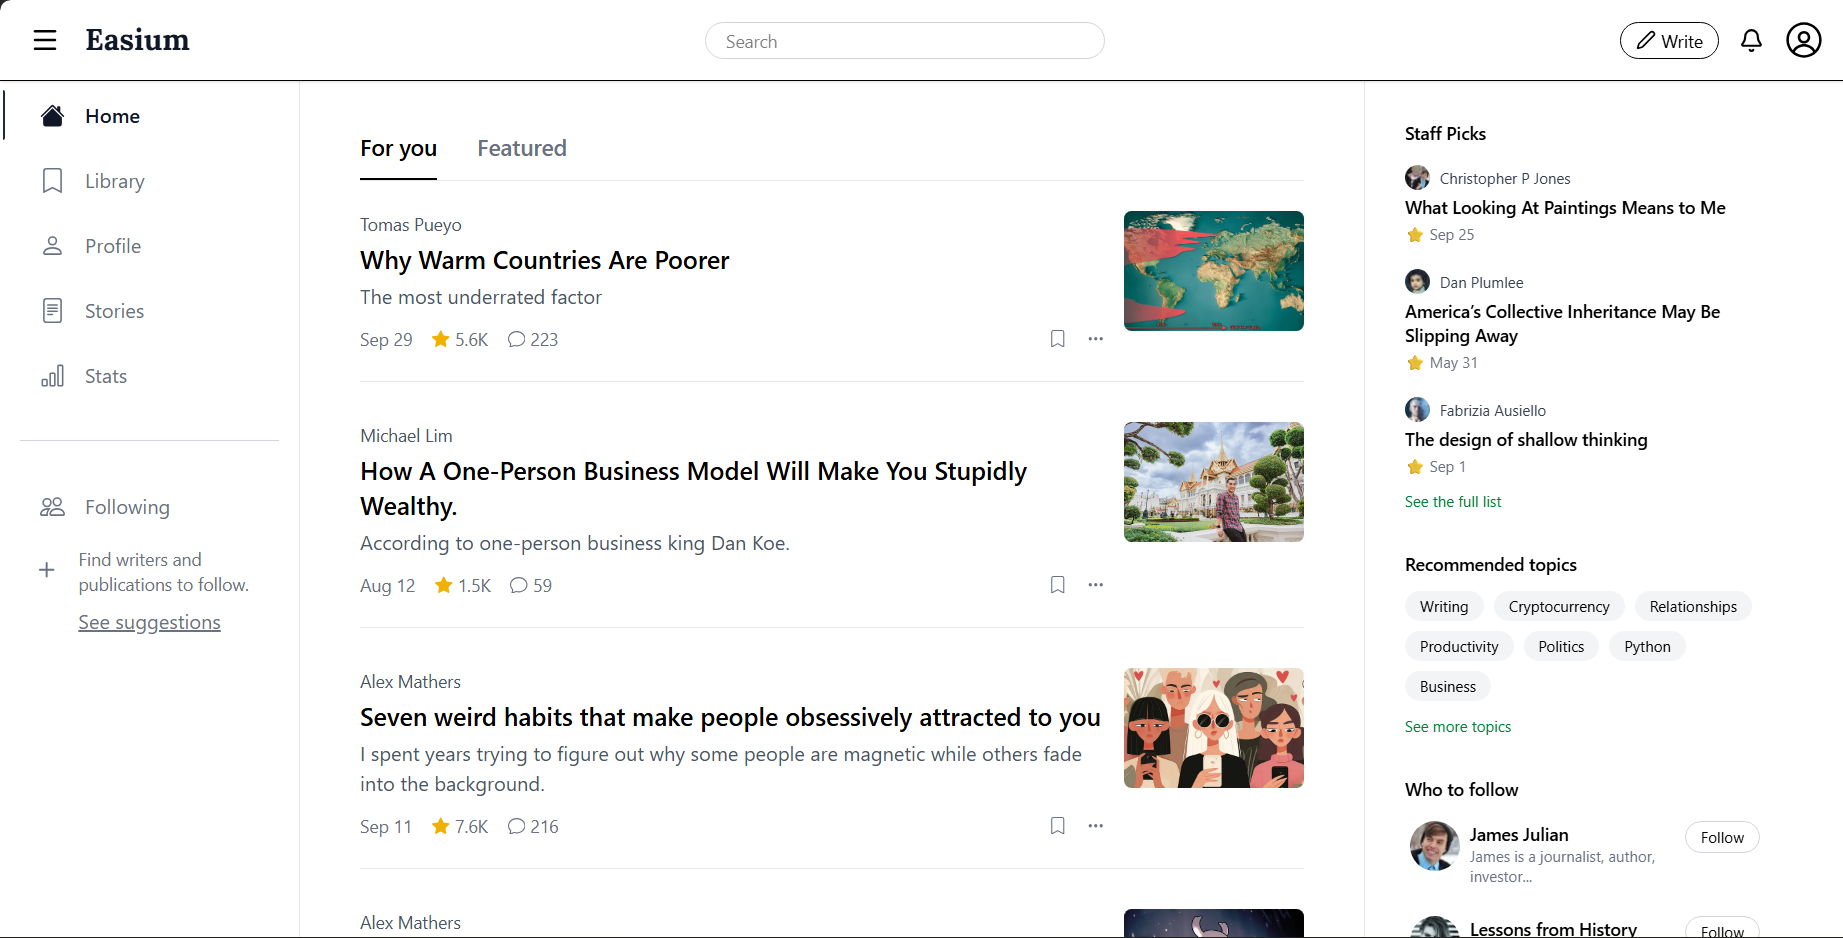 Easium
Search
Write
Home
Library
Profile
Stories
Stats
Following
Find writers and
publications to follow.
See suggestions
For you
Featured
Tomas Pueyo
Why Warm Countries Are Poorer
The most underrated factor
Sep 29 5.6K 223
Michael Lim
How A One-Person Business Model Will Make You Stupidly
Wealthy.
According to one-person business king Dan Koe.
Aug 12 1.5K 59
Alex Mathers
Seven weird habits that make people obsessively attracted to you
I spent years trying to figure out why some people are magnetic while others fade
into the background.
Sep 11 7.6K 216
Alex Mathers
Staff Picks
Christopher P Jones
What Looking At Paintings Means to Me
Sep 25
Dan Plumlee
America’s Collective Inheritance May Be
Slipping Away
May 31
Fabrizia Ausiello
The design of shallow thinking
Sep 1
See the full list
Recommended topics
Writing Cryptocurrency Relationships
Productivity Politics Python
Business
See more topics
Who to follow
James Julian
Follow
James is a journalist, author,
investor...
Lessons from History
Follow